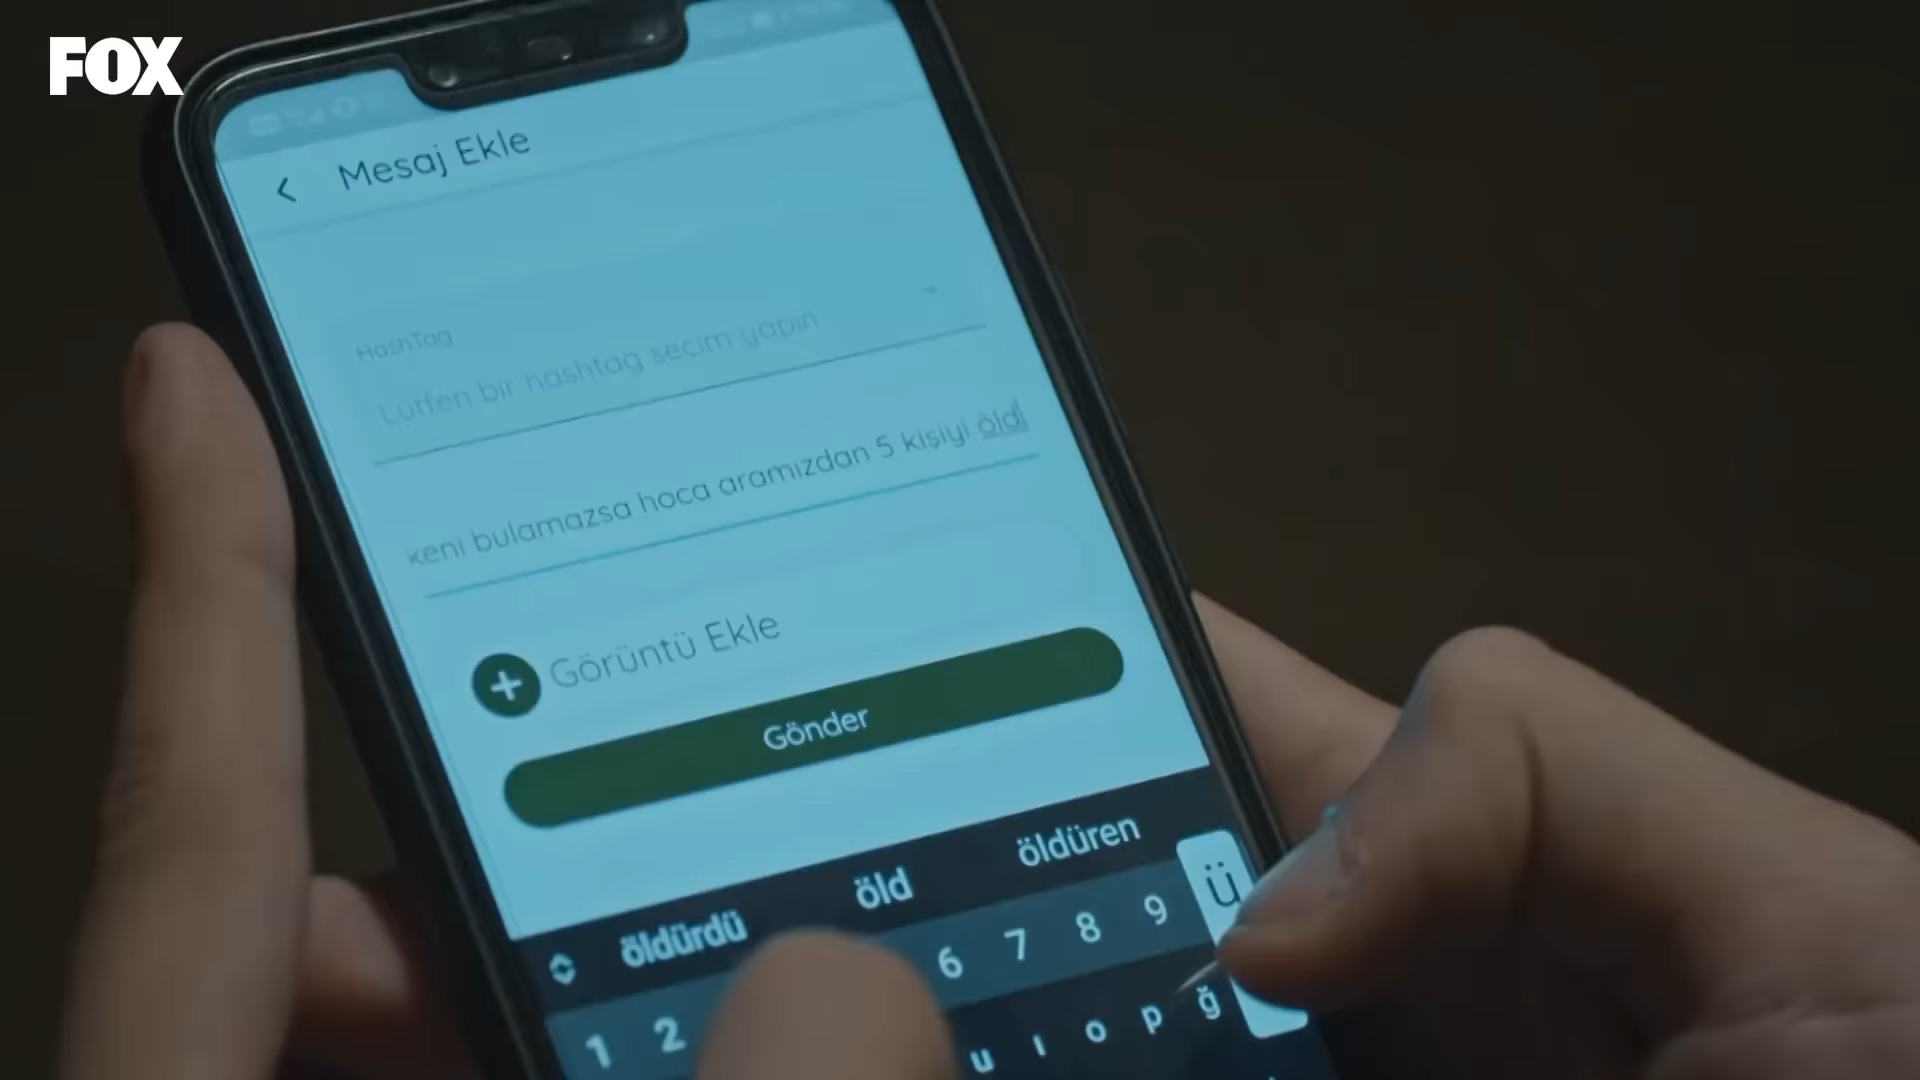 FOX
Mesaj Ekle
HashTag
Lütfen bir hashtag seçim yapın
keni bulamazsa hoca aramızdan 5 kişiyi öld
Görüntü Ekle
Gönder
öldürdü öld öldüren
1 2 6 7 8 9 ü
u ı o p ğ